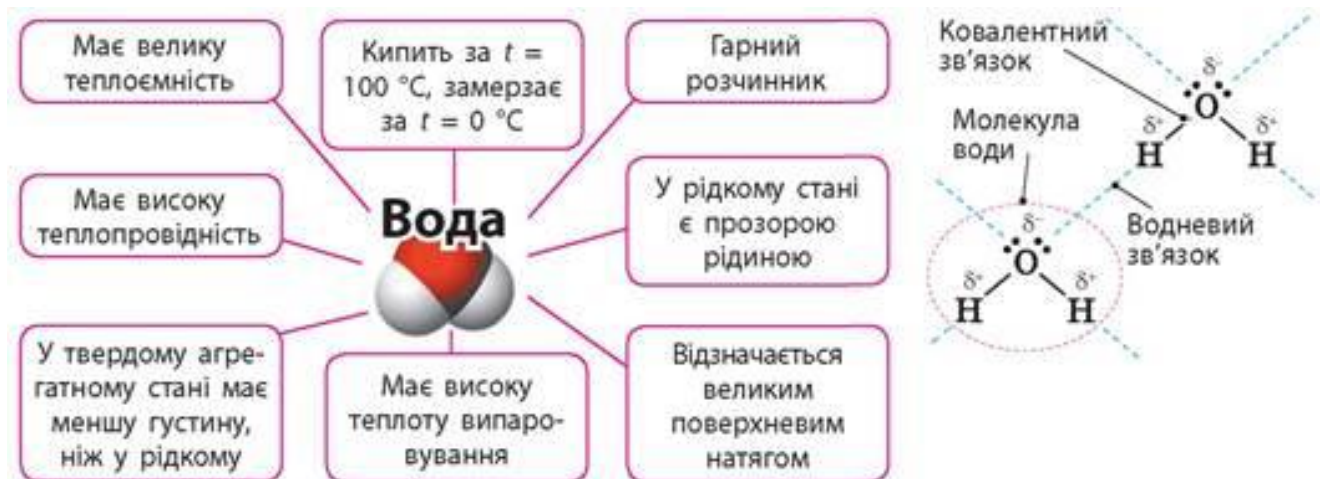 Має велику
теплоємність
Кипить за t =
100 °C, замерзає
за t = 0 °C
Гарний
розчинник
Має високу
теплопровідність
Вода
У рідкому стані
є прозорою
рідиною
У твердому агре-
гатному стані має
меншу густину,
ніж у рідкому
Має високу
теплоту випаро-
вування
Відзначається
великим
поверхневим
натягом
Ковалентний
зв’язок
δ⁻
O
δ⁺ δ⁺
H H
Молекула
води
Водневий
зв’язок
δ⁻
O
δ⁺ δ⁺
H H